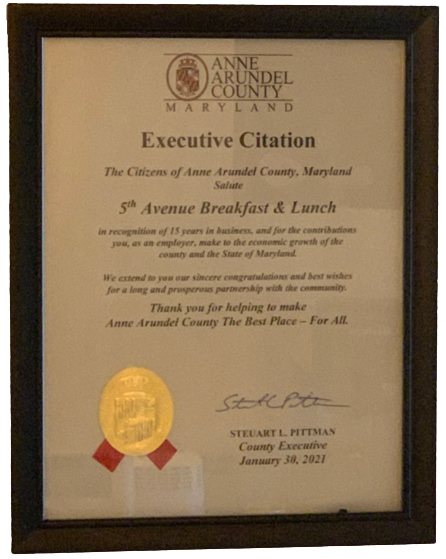 ANNE
ARUNDEL
COUNTY
MARYLAND
Executive Citation
The Citizens of Anne Arundel County, Maryland
Salute
5th Avenue Breakfast & Lunch
in recognition of 15 years in business, and for the contributions
you, as an employer, make to the economic growth of the
county and the State of Maryland.
We extend to you our sincere congratulations and best wishes
for a long and prosperous partnership with the community.
Thank you for helping to make
Anne Arundel County The Best Place – For All.
STEUART L. PITTMAN
County Executive
January 30, 2021